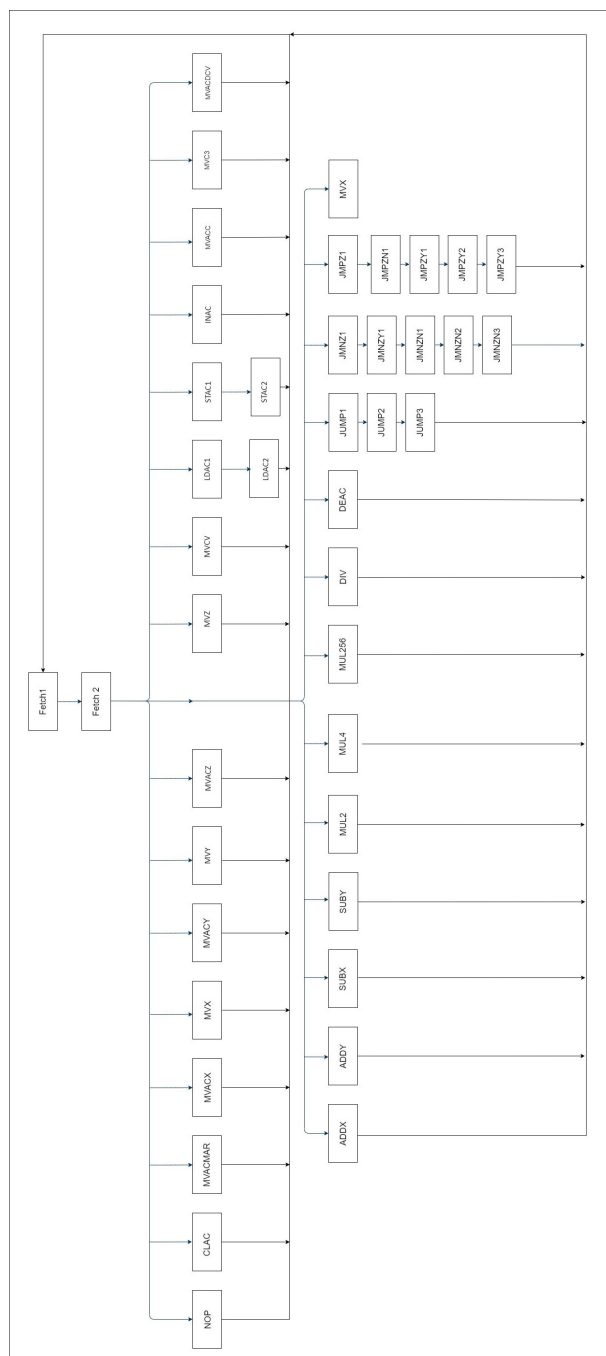 Fetch1
Fetch 2
NOP
CLAC
MVACMAR
MVACX
MVX
MVACY
MVY
MVACZ
MVZ
MVCV
LDAC1
STAC1
INAC
MVACC
MVC3
MVACDCV
LDAC2
STAC2
ADDX
ADDY
SUBX
SUBY
MUL2
MUL4
MUL256
DIV
DEAC
JUMP1
JMNZ1
JMPZ1
MVX
JUMP2
JMNZY1
JMPZN1
JUMP3
JMNZN1
JMPZY1
JMNZN2
JMPZY2
JMNZN3
JMPZY3